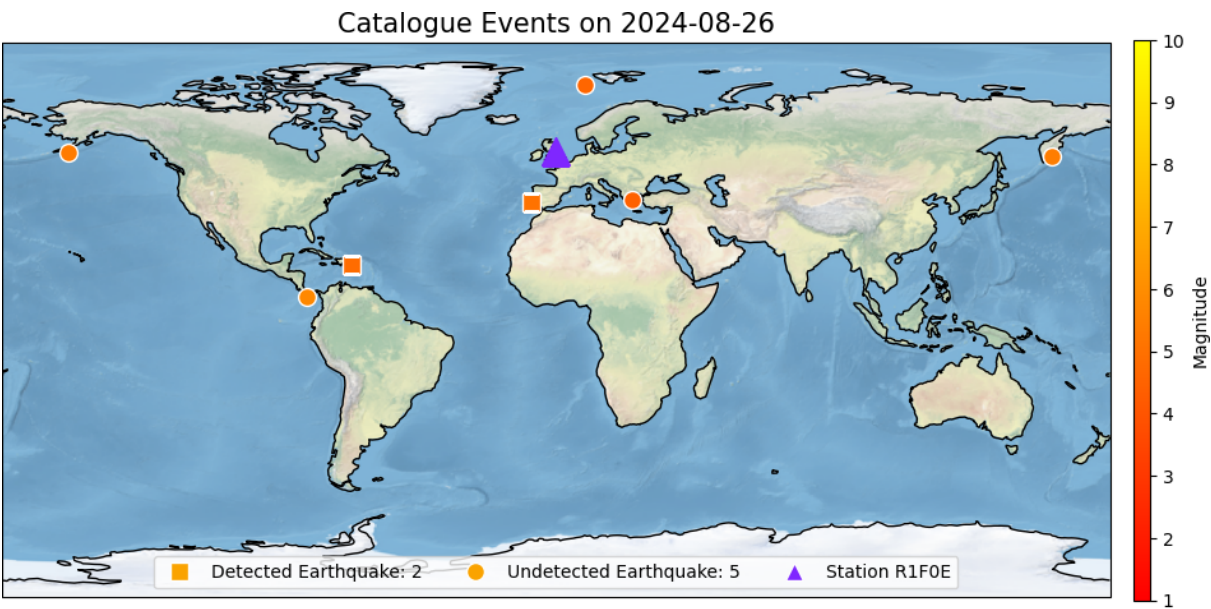 Catalogue Events on 2024-08-26
10
9
8
7
6
5
4
3
2
1
Magnitude
Detected Earthquake: 2
Undetected Earthquake: 5
Station R1F0E